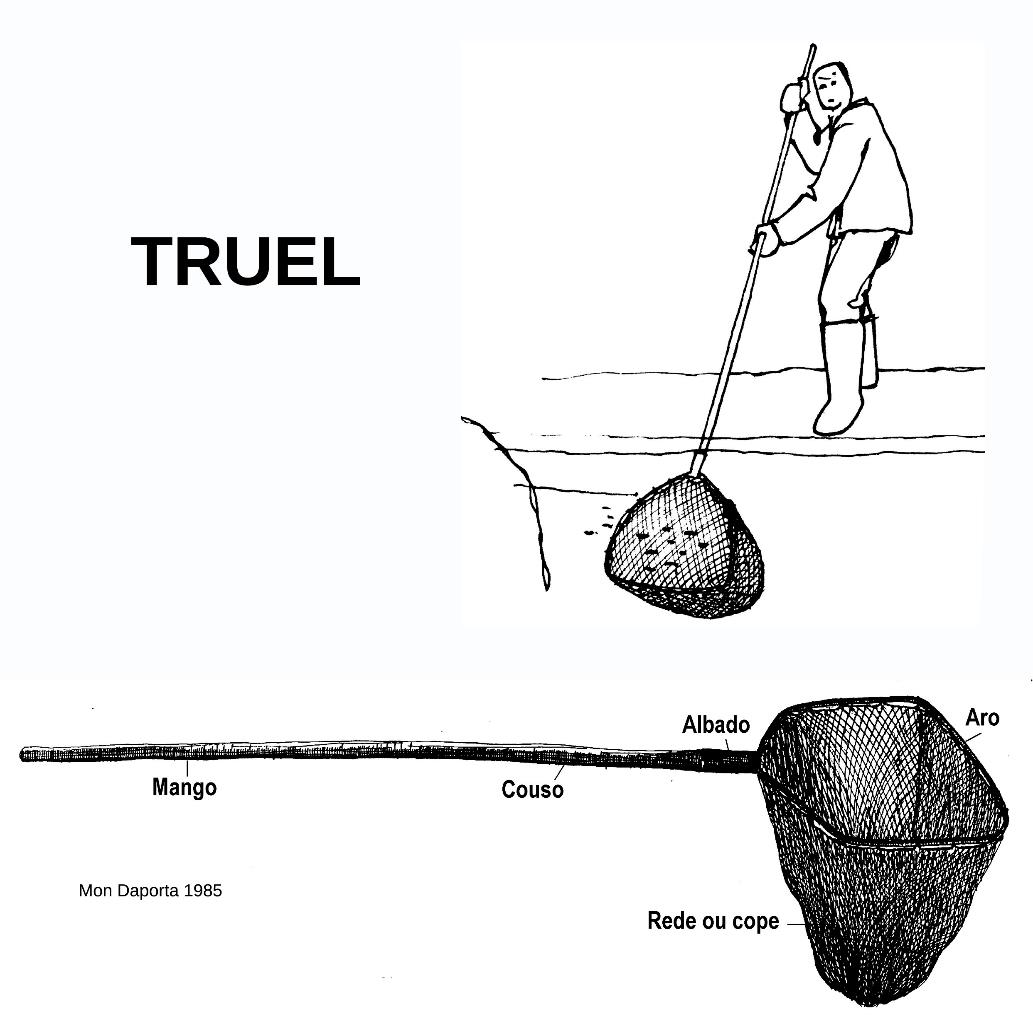 TRUEL
Albado
Aro
Mango
Couso
Mon Daporta 1985
Rede ou cope